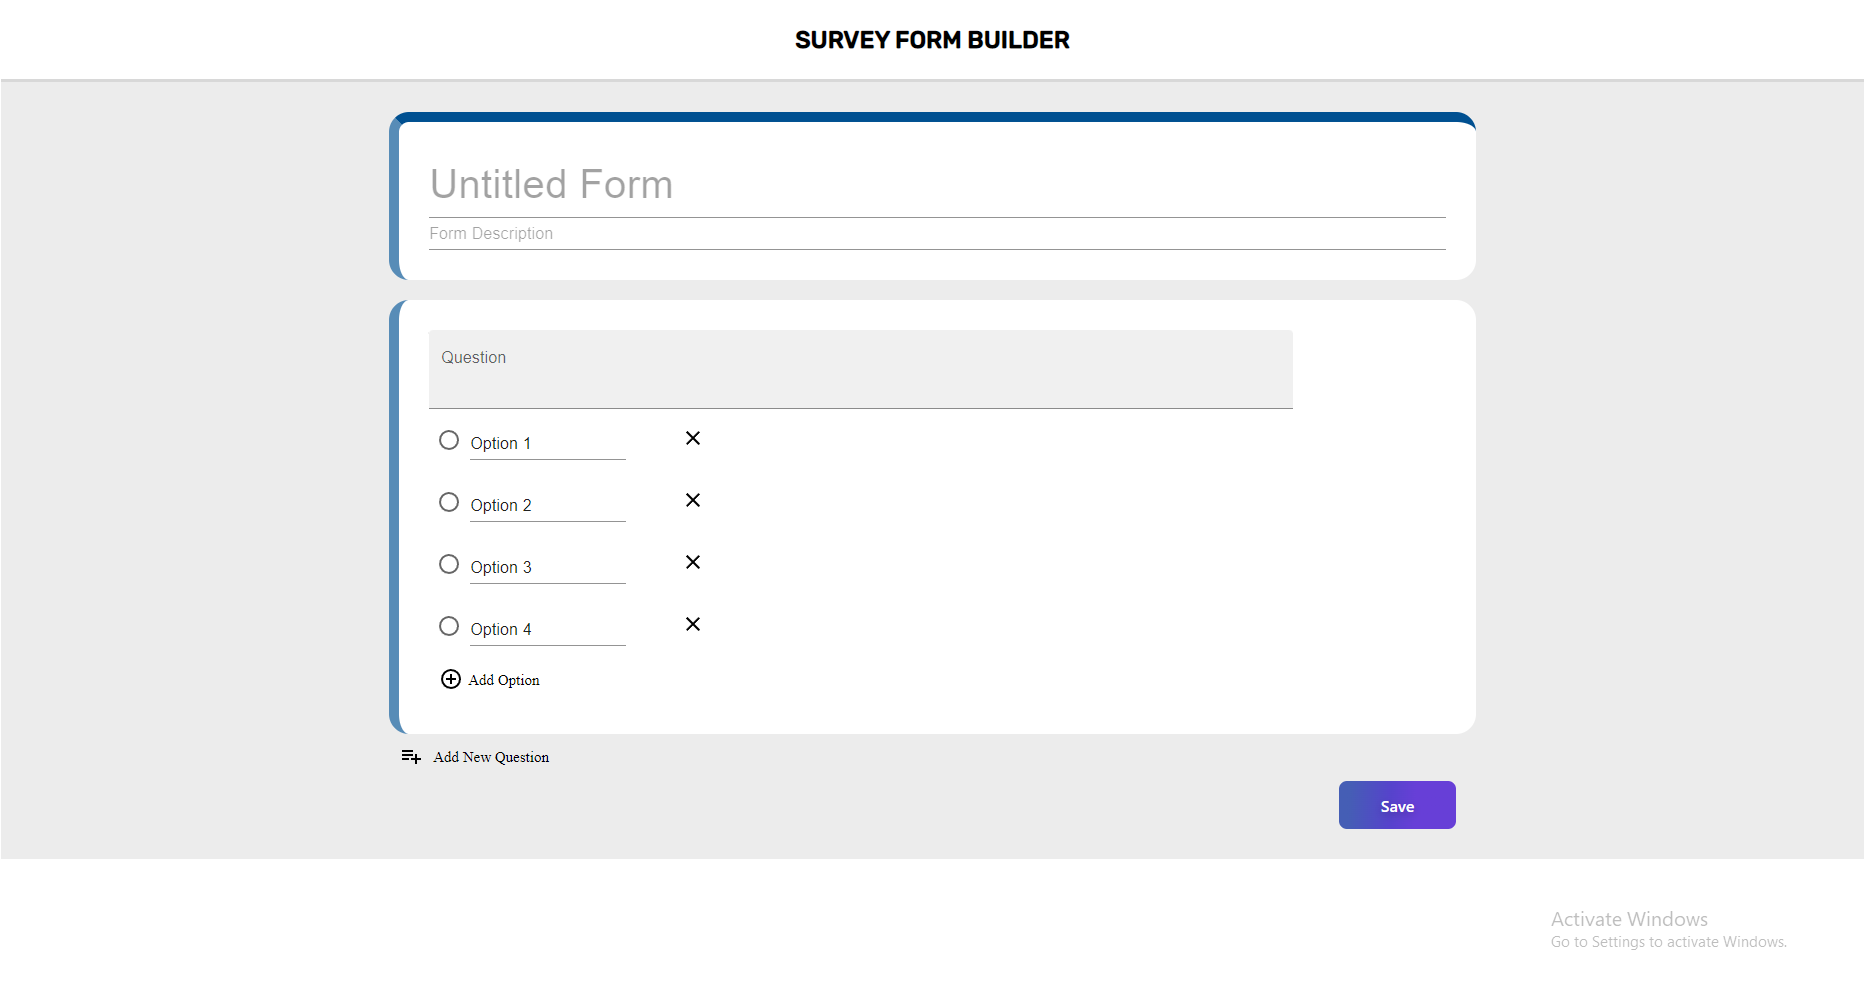 SURVEY FORM BUILDER
Untitled Form
Form Description
Question
Option 1
Option 2
Option 3
Option 4
Add Option
Add New Question
Save
Activate Windows
Go to Settings to activate Windows.